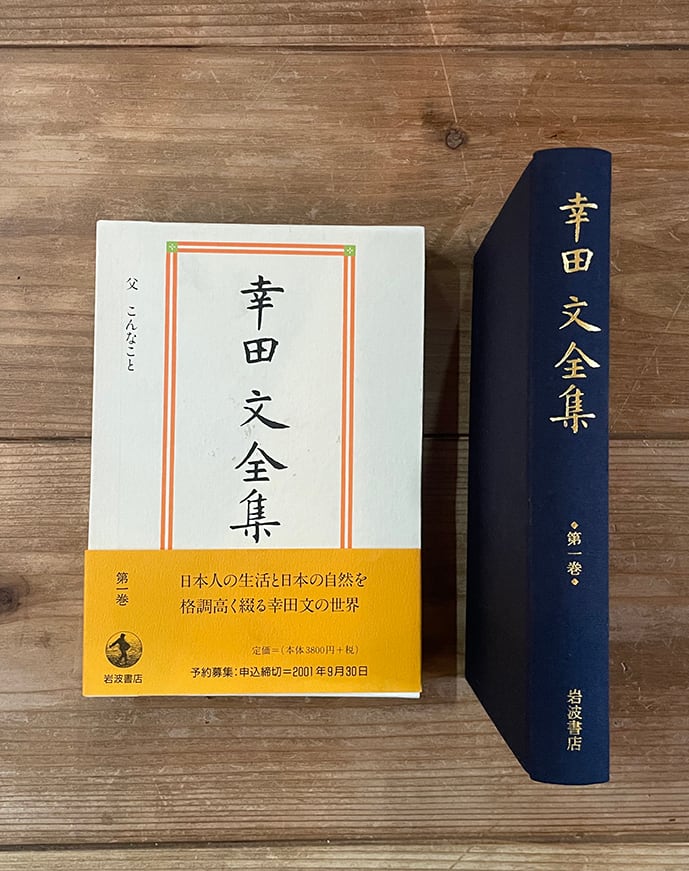 幸田文全集
父 こんなこと
第一巻
日本人の生活と日本の自然を
格調高く綴る幸田文の世界
定価=(本体3800円+税)
予約募集:申込締切=2001年9月30日
岩波書店
幸田文全集
第一巻
岩波書店